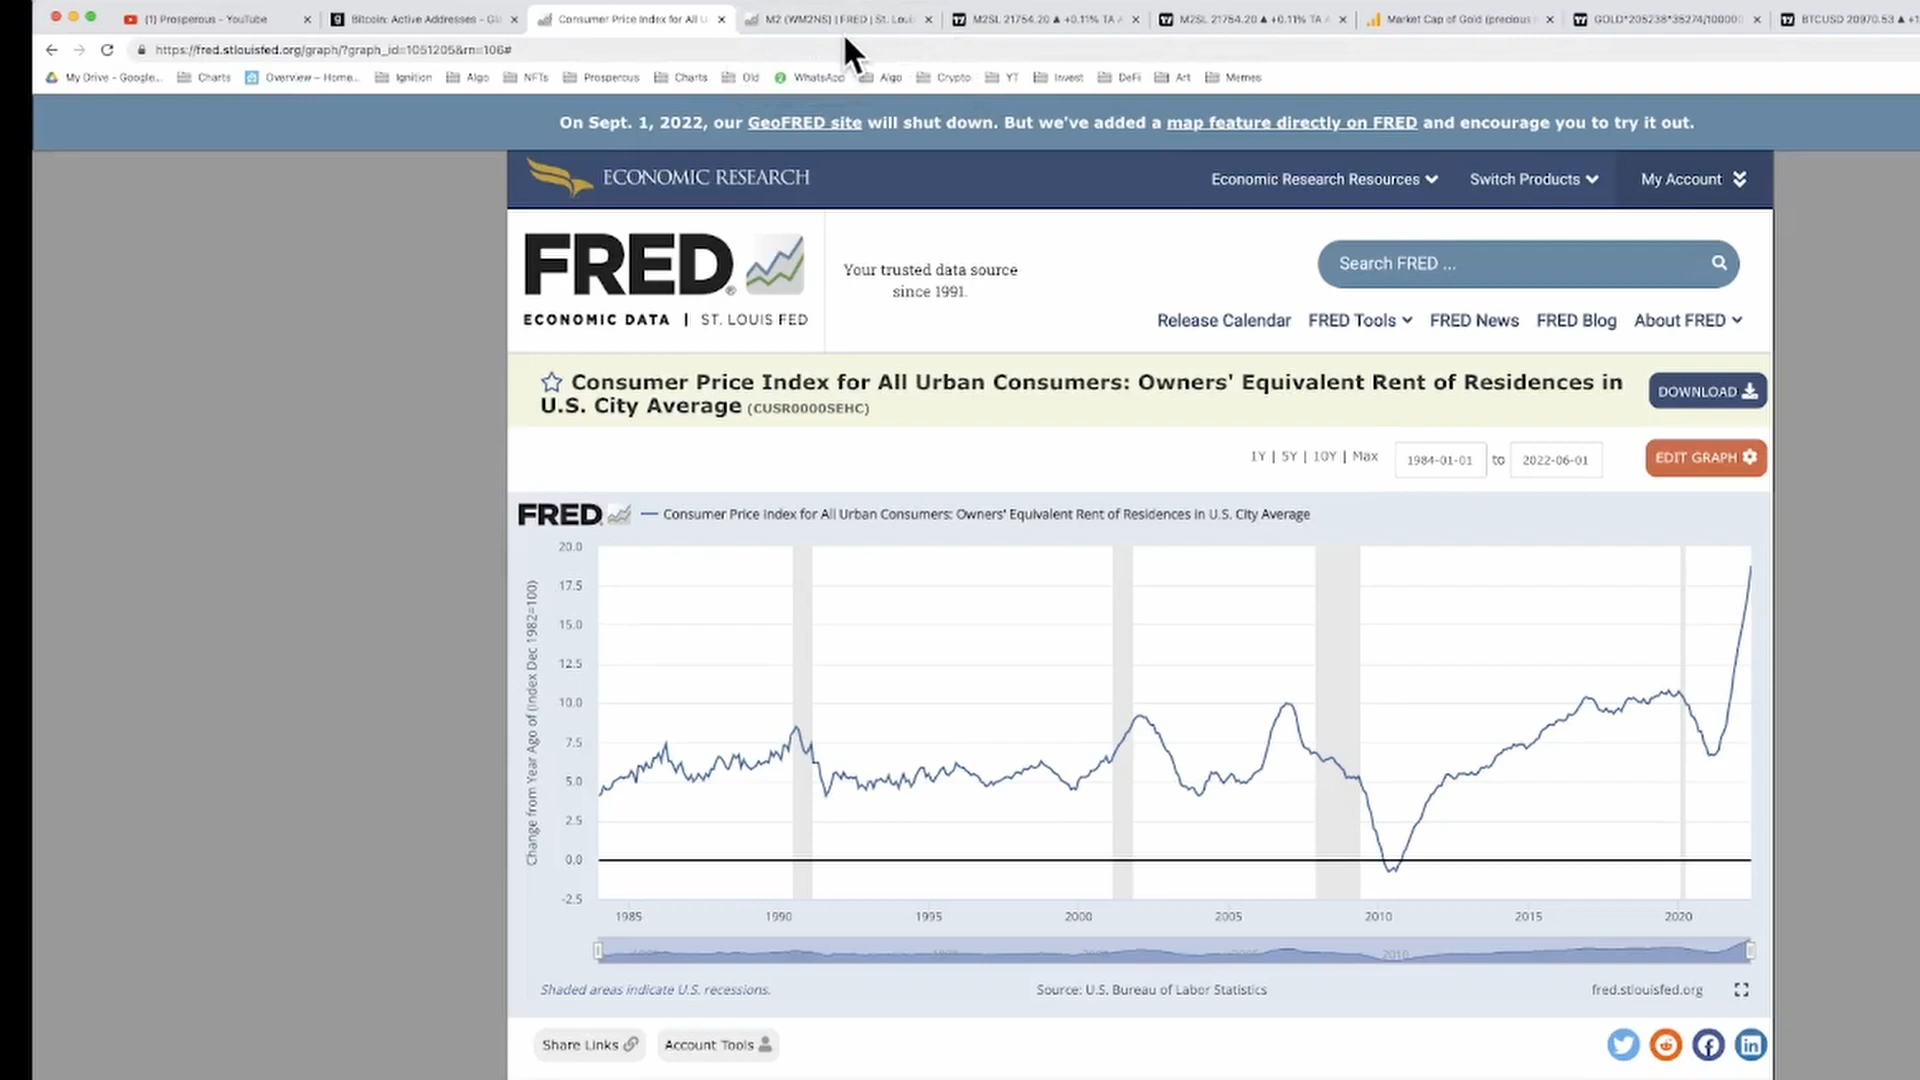 (1) Prosperous - YouTube
Bitcoin: Active Addresses - Gl
Consumer Price Index for All U
M2 (WM2NS) | FRED | St. Loui
M2SL 21754.20 ▲ +0.11% TA
M2SL 21754.20 ▲ +0.11% TA
Market Cap of Gold (precious
GOLD*205238*35274/10000
BTCUSD 20970.53 ▲ +1
https://fred.stlouisfed.org/graph/?graph_id=1051205&rn=106#
My Drive - Google...
Charts
Overview – Home...
Ignition
Algo
NFTs
Prosperous
Charts
Old
WhatsApp
Algo
Crypto
YT
Invest
DeFi
Art
Memes
On Sept. 1, 2022, our GeoFRED site will shut down. But we've added a map feature directly on FRED and encourage you to try it out.
ECONOMIC RESEARCH
Economic Research Resources
Switch Products
My Account
FRED®
ECONOMIC DATA | ST. LOUIS FED
Your trusted data source
since 1991.
Search FRED ...
Release Calendar
FRED Tools
FRED News
FRED Blog
About FRED
Consumer Price Index for All Urban Consumers: Owners' Equivalent Rent of Residences in
U.S. City Average (CUSR0000SEHC)
DOWNLOAD
1Y | 5Y | 10Y | Max
1984-01-01 to 2022-06-01
EDIT GRAPH
FRED
Consumer Price Index for All Urban Consumers: Owners' Equivalent Rent of Residences in U.S. City Average
Change from Year Ago of (Index Dec 1982=100)
20.0
17.5
15.0
12.5
10.0
7.5
5.0
2.5
0.0
-2.5
1985
1990
1995
2000
2005
2010
2015
2020
2010
Shaded areas indicate U.S. recessions.
Source: U.S. Bureau of Labor Statistics
fred.stlouisfed.org
Share Links
Account Tools